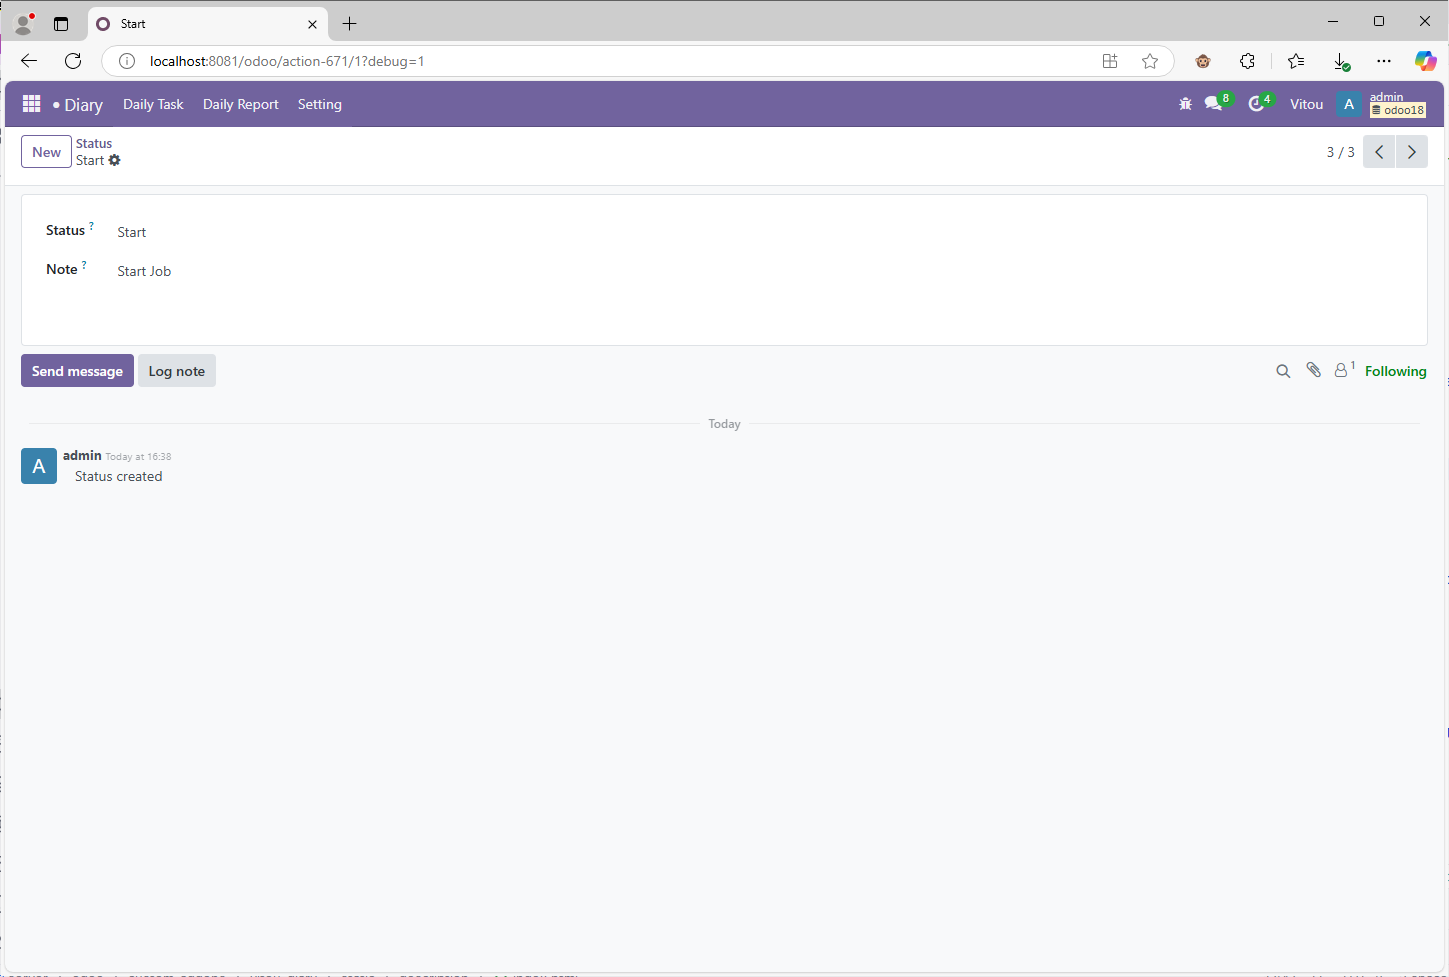 Start
localhost:8081/odoo/action-671/1?debug=1
Diary Daily Task Daily Report Setting
8 4 Vitou A admin
odoo18
New Status
Start
3 / 3
Status ? Start
Note ? Start Job
Send message Log note 1 Following
Today
A admin Today at 16:38
Status created